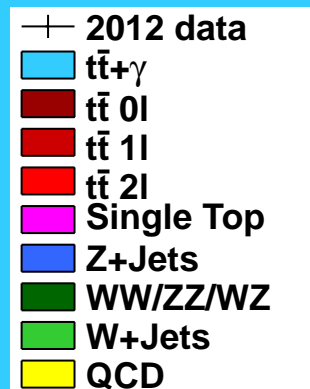 2012 data
tt̄+γ
tt̄ 0l
tt̄ 1l
tt̄ 2l
Single Top
Z+Jets
WW/ZZ/WZ
W+Jets
QCD